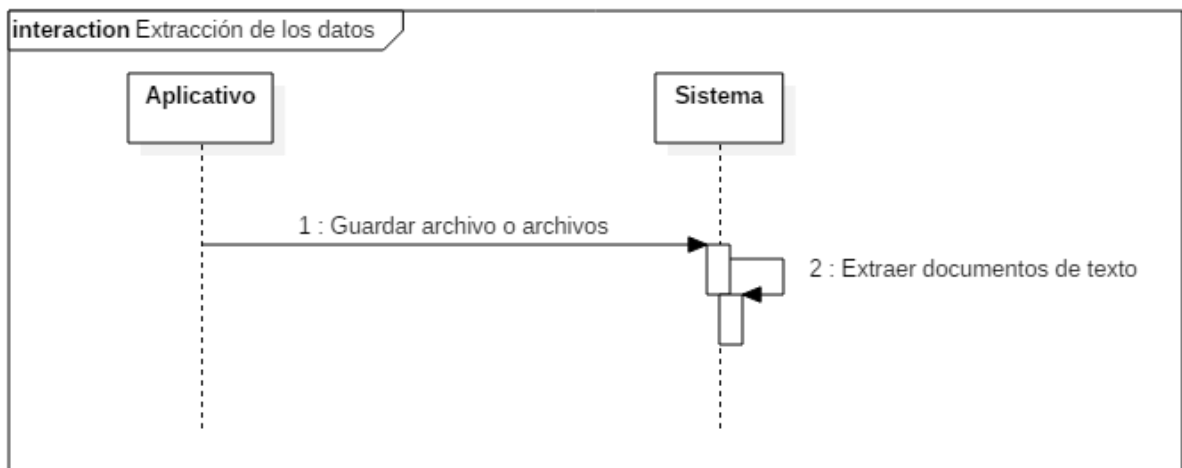 interaction Extracción de los datos
Aplicativo
Sistema
1 : Guardar archivo o archivos
2 : Extraer documentos de texto